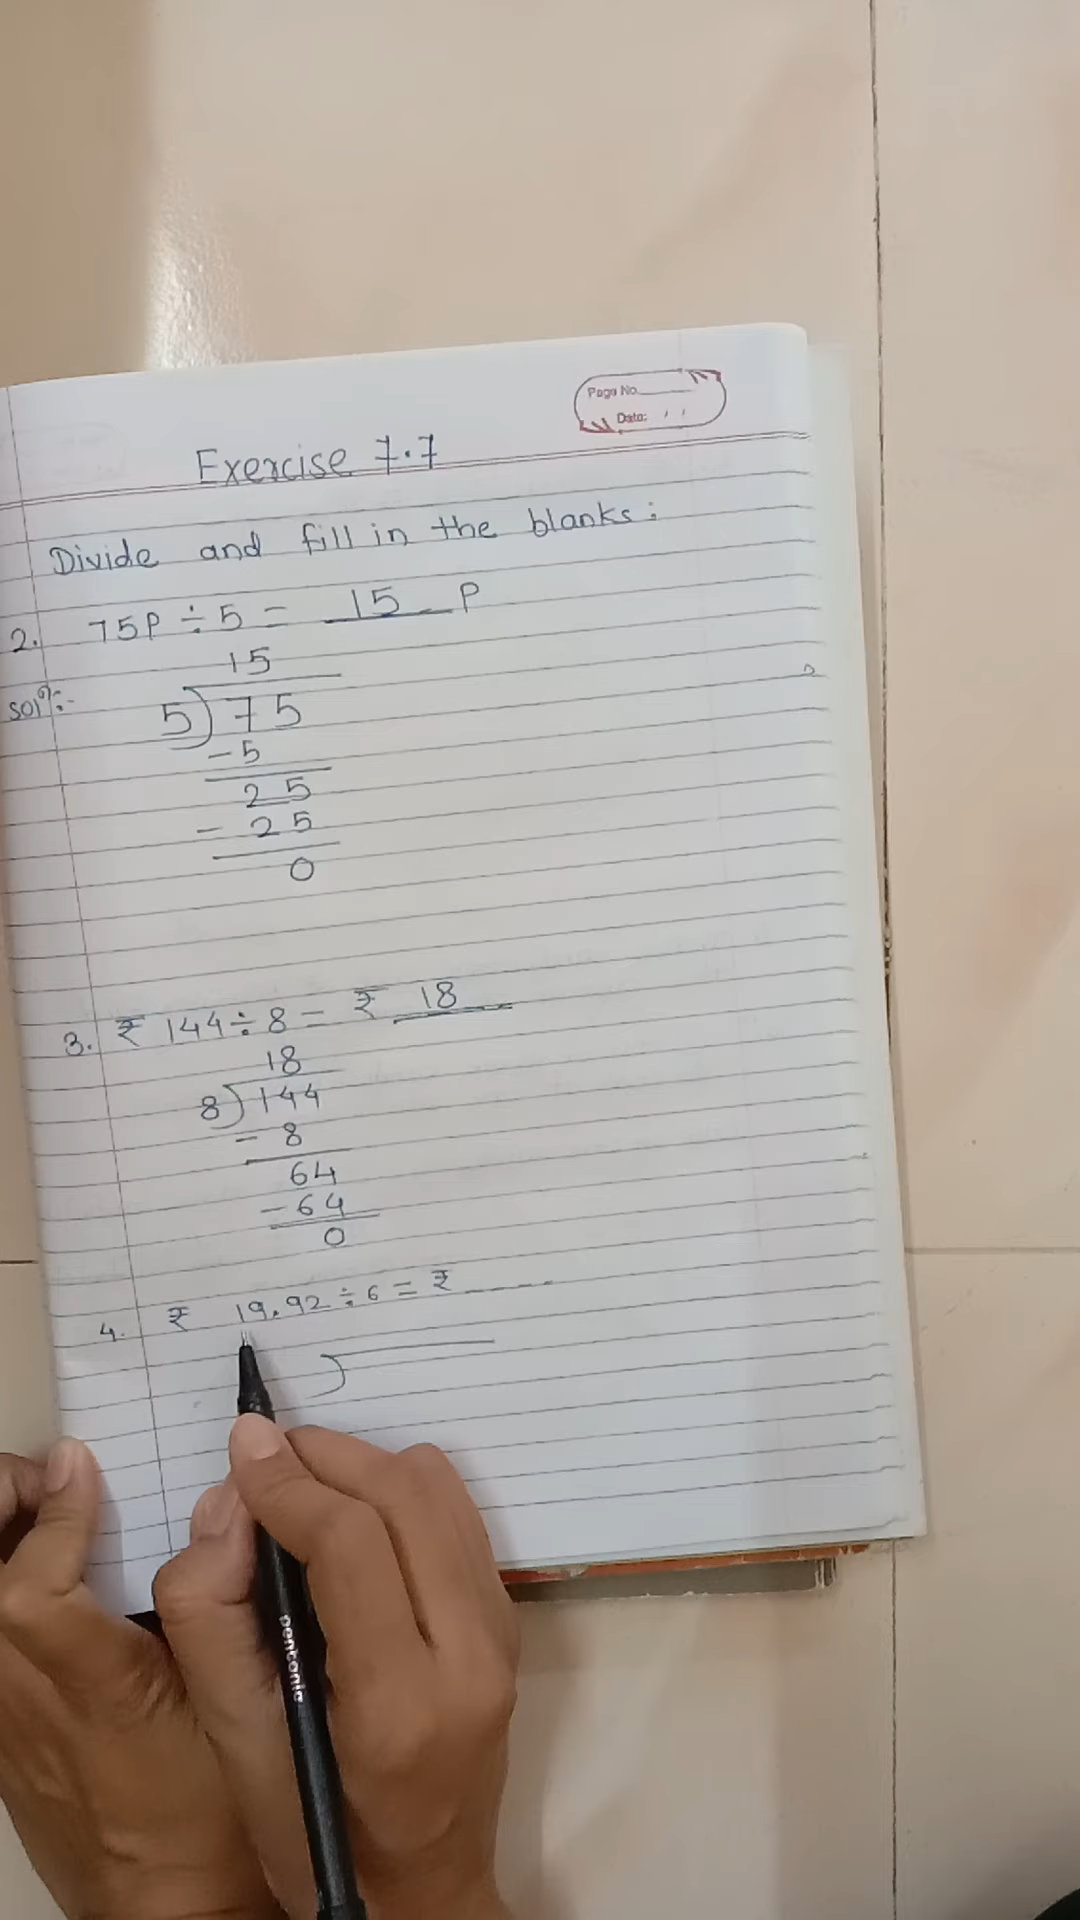 Page No.
Date: / /
Exercise 7.7
Divide and fill in the blanks:
2. 75P ÷ 5 = 15 P
15
soln:- 5) 75
- 5
25
- 25
0
3. ₹ 144 ÷ 8 = ₹ 18
18
8) 144
- 8
64
- 64
0
4. ₹ 19.92 ÷ 6 = ₹ ____
)
pentonic